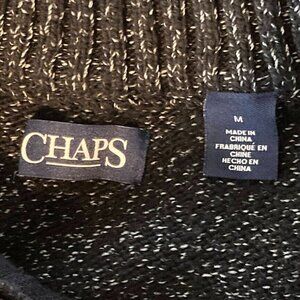 CHAPS
M
MADE IN
CHINA
FABRIQUÉ EN
CHINE
HECHO EN
CHINA